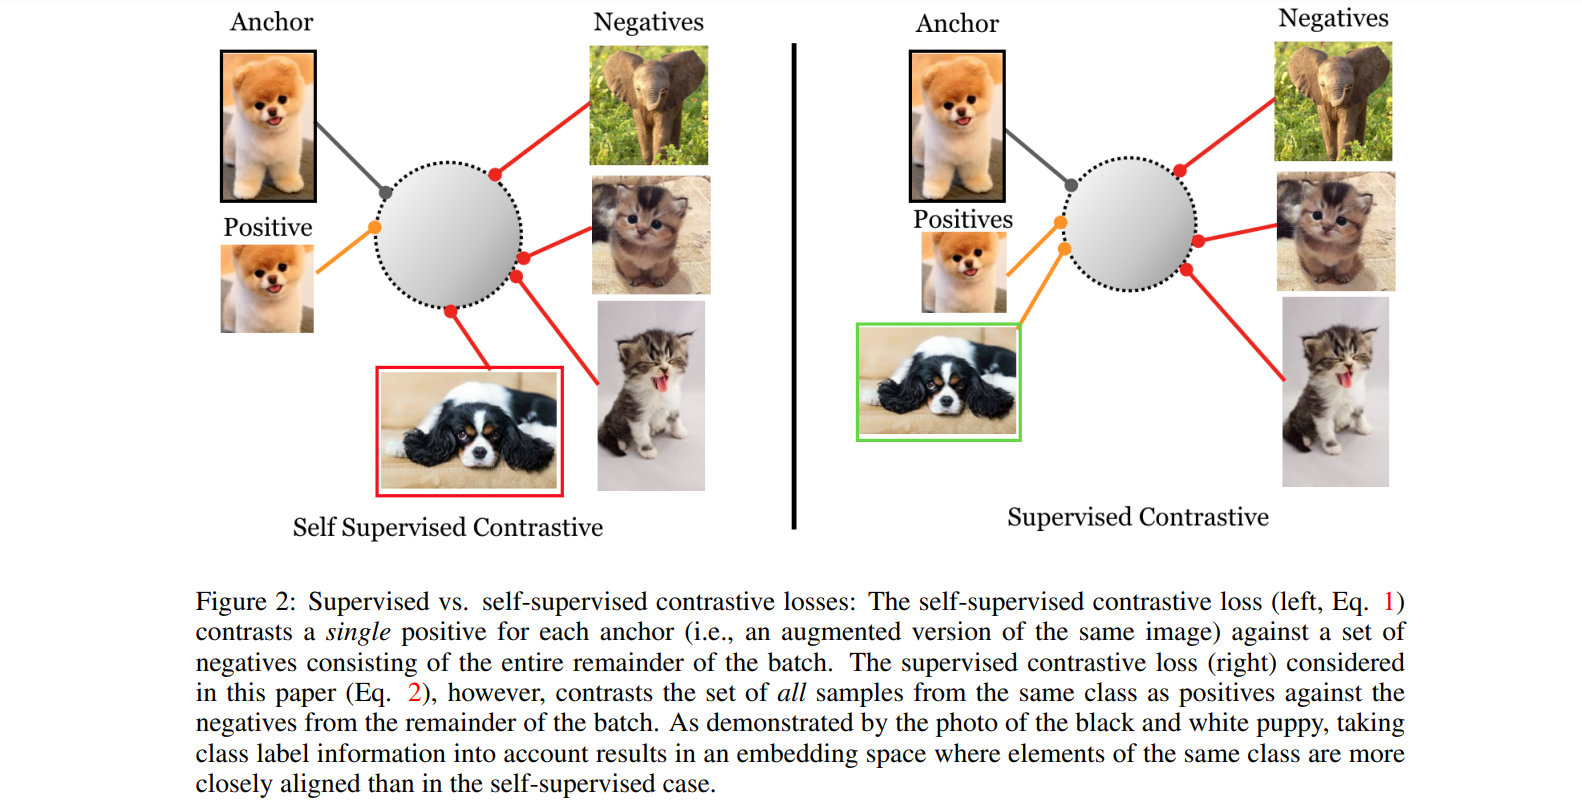 Anchor
Negatives
Positive
Self Supervised Contrastive
Anchor
Negatives
Positives
Supervised Contrastive
Figure 2: Supervised vs. self-supervised contrastive losses: The self-supervised contrastive loss (left, Eq. 1)
contrasts a single positive for each anchor (i.e., an augmented version of the same image) against a set of
negatives consisting of the entire remainder of the batch. The supervised contrastive loss (right) considered
in this paper (Eq. 2), however, contrasts the set of all samples from the same class as positives against the
negatives from the remainder of the batch. As demonstrated by the photo of the black and white puppy, taking
class label information into account results in an embedding space where elements of the same class are more
closely aligned than in the self-supervised case.